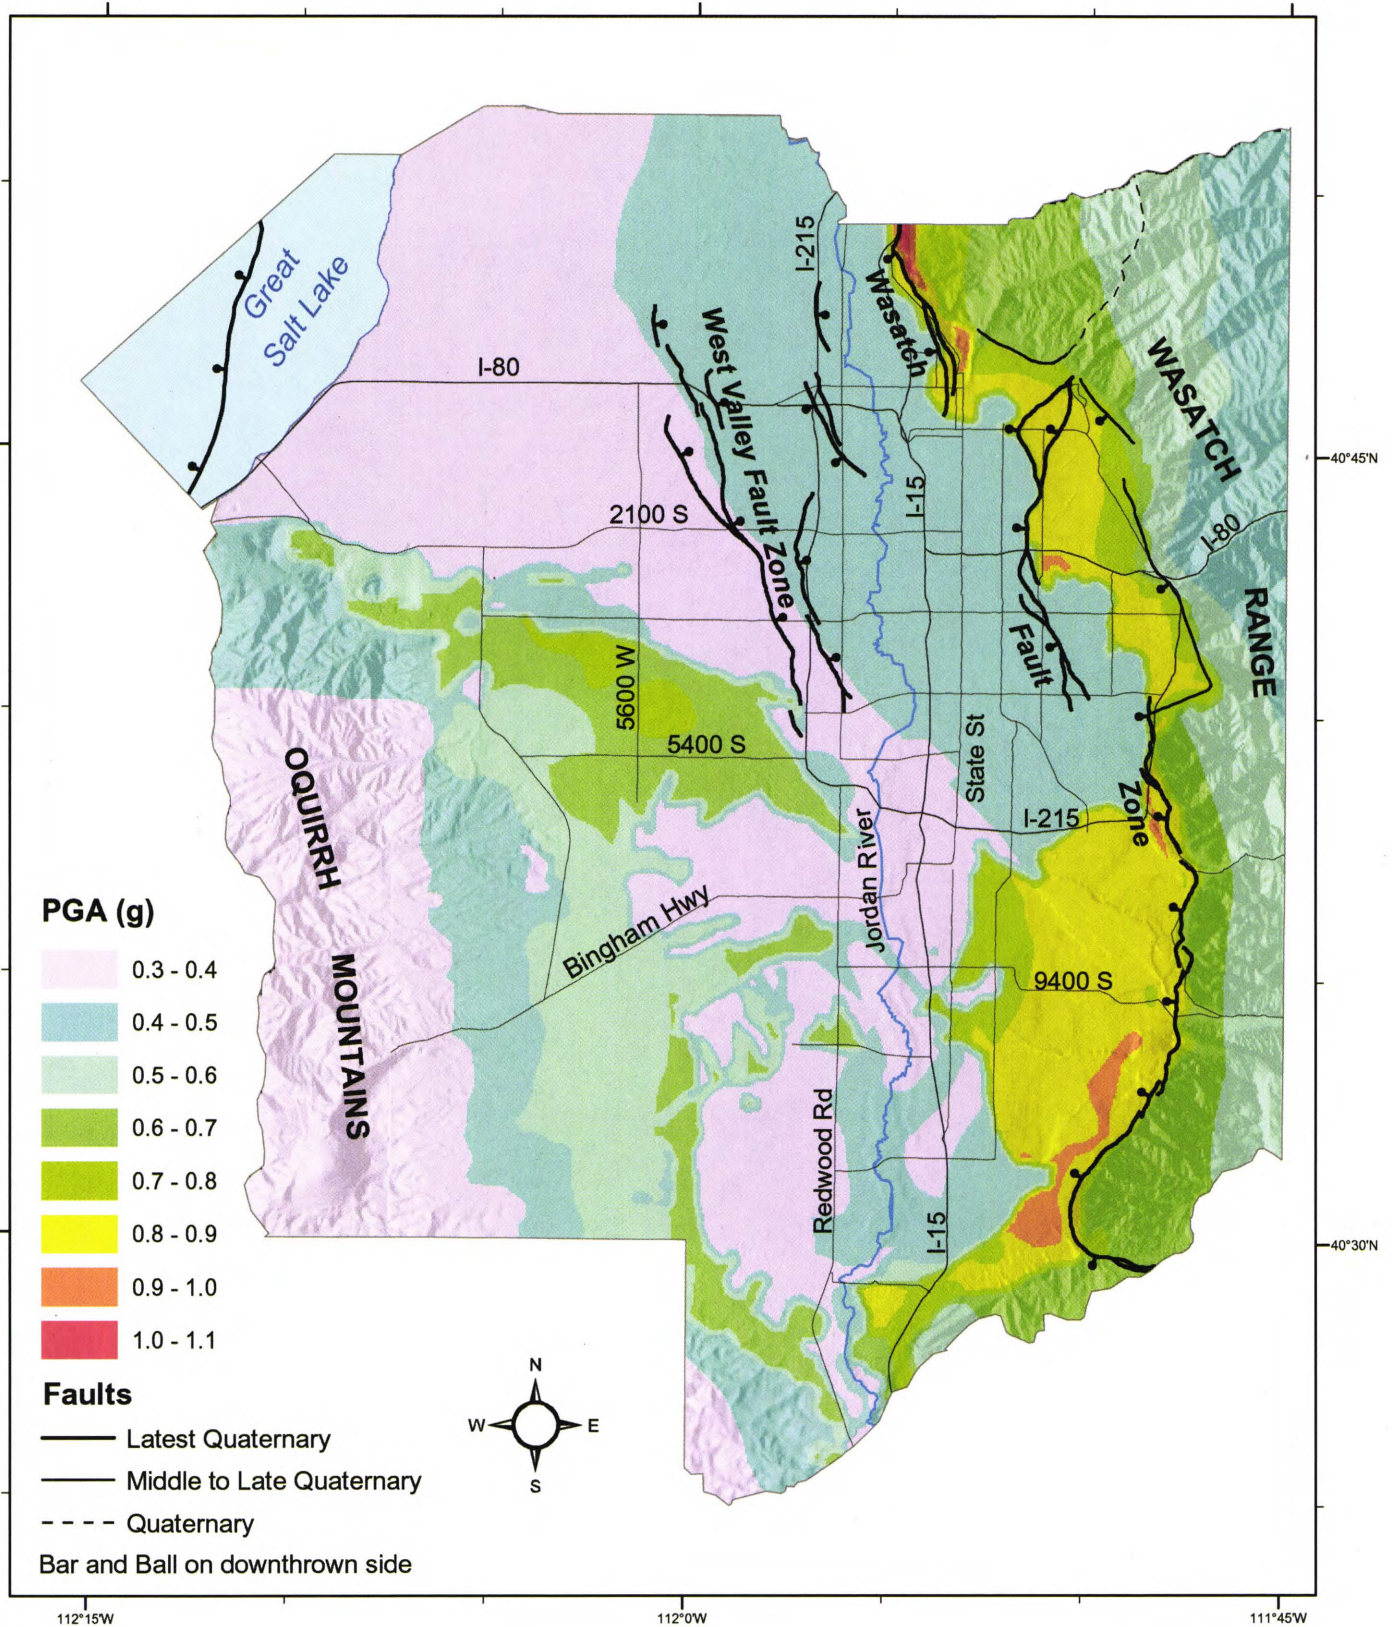 Great
Salt Lake
I-215
Wasatch
West Valley Fault Zone
I-80
WASATCH
40°45'N
I-15
2100 S
I-80
RANGE
Fault
5600 W
5400 S
State St
OQUIRRH
Zone
I-215
Jordan River
Bingham Hwy
9400 S
MOUNTAINS
Redwood Rd
I-15
40°30'N
PGA (g)
0.3 - 0.4
0.4 - 0.5
0.5 - 0.6
0.6 - 0.7
0.7 - 0.8
0.8 - 0.9
0.9 - 1.0
1.0 - 1.1
Faults
Latest Quaternary
Middle to Late Quaternary
Quaternary
Bar and Ball on downthrown side
N
W E
S
112°15'W
112°0'W
111°45'W